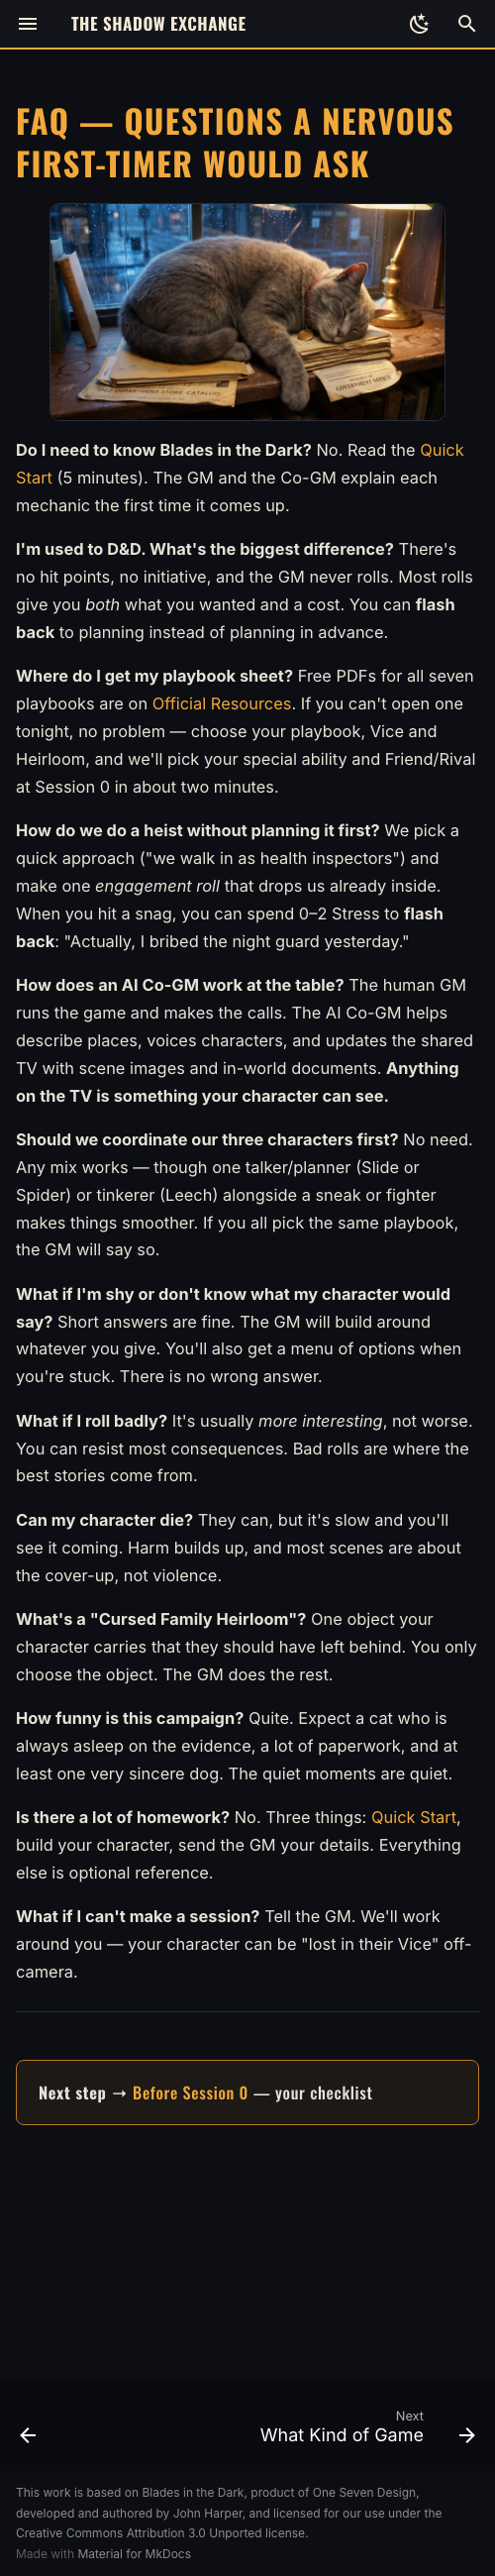 THE SHADOW EXCHANGE
FAQ — QUESTIONS A NERVOUS
FIRST-TIMER WOULD ASK
DEPARTMENT-STORE CATALOG
GOVERNMENT NOTICE
Do I need to know Blades in the Dark? No. Read the Quick
Start (5 minutes). The GM and the Co-GM explain each
mechanic the first time it comes up.
I'm used to D&D. What's the biggest difference? There's
no hit points, no initiative, and the GM never rolls. Most rolls
give you both what you wanted and a cost. You can flash
back to planning instead of planning in advance.
Where do I get my playbook sheet? Free PDFs for all seven
playbooks are on Official Resources. If you can't open one
tonight, no problem — choose your playbook, Vice and
Heirloom, and we'll pick your special ability and Friend/Rival
at Session 0 in about two minutes.
How do we do a heist without planning it first? We pick a
quick approach ("we walk in as health inspectors") and
make one engagement roll that drops us already inside.
When you hit a snag, you can spend 0–2 Stress to flash
back: "Actually, I bribed the night guard yesterday."
How does an AI Co-GM work at the table? The human GM
runs the game and makes the calls. The AI Co-GM helps
describe places, voices characters, and updates the shared
TV with scene images and in-world documents. Anything
on the TV is something your character can see.
Should we coordinate our three characters first? No need.
Any mix works — though one talker/planner (Slide or
Spider) or tinkerer (Leech) alongside a sneak or fighter
makes things smoother. If you all pick the same playbook,
the GM will say so.
What if I'm shy or don't know what my character would
say? Short answers are fine. The GM will build around
whatever you give. You'll also get a menu of options when
you're stuck. There is no wrong answer.
What if I roll badly? It's usually more interesting, not worse.
You can resist most consequences. Bad rolls are where the
best stories come from.
Can my character die? They can, but it's slow and you'll
see it coming. Harm builds up, and most scenes are about
the cover-up, not violence.
What's a "Cursed Family Heirloom"? One object your
character carries that they should have left behind. You only
choose the object. The GM does the rest.
How funny is this campaign? Quite. Expect a cat who is
always asleep on the evidence, a lot of paperwork, and at
least one very sincere dog. The quiet moments are quiet.
Is there a lot of homework? No. Three things: Quick Start,
build your character, send the GM your details. Everything
else is optional reference.
What if I can't make a session? Tell the GM. We'll work
around you — your character can be "lost in their Vice" off-
camera.
Next step → Before Session 0 — your checklist
Next
What Kind of Game
This work is based on Blades in the Dark, product of One Seven Design,
developed and authored by John Harper, and licensed for our use under the
Creative Commons Attribution 3.0 Unported license.
Made with Material for MkDocs